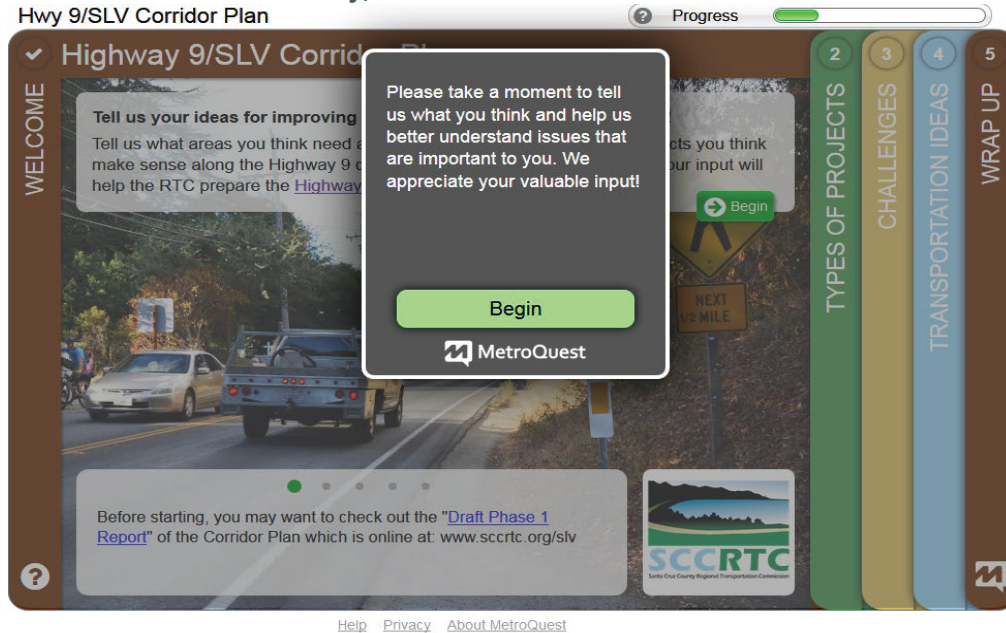 Hwy 9/SLV Corridor Plan
Progress
Highway 9/SLV Corrid
WELCOME
Tell us your ideas for improving
Tell us what areas you think need
cts you think
make sense along the Highway 9
our input will
help the RTC prepare the Highway
Begin
Please take a moment to tell
us what you think and help us
better understand issues that
are important to you. We
appreciate your valuable input!
Begin
MetroQuest
NEXT
1/2 MILE
2
TYPES OF PROJECTS
3
CHALLENGES
4
TRANSPORTATION IDEAS
5
WRAP UP
Before starting, you may want to check out the "Draft Phase 1
Report" of the Corridor Plan which is online at: www.sccrtc.org/slv
SCCRTC
Santa Cruz County Regional Transportation Commission
Help Privacy About MetroQuest